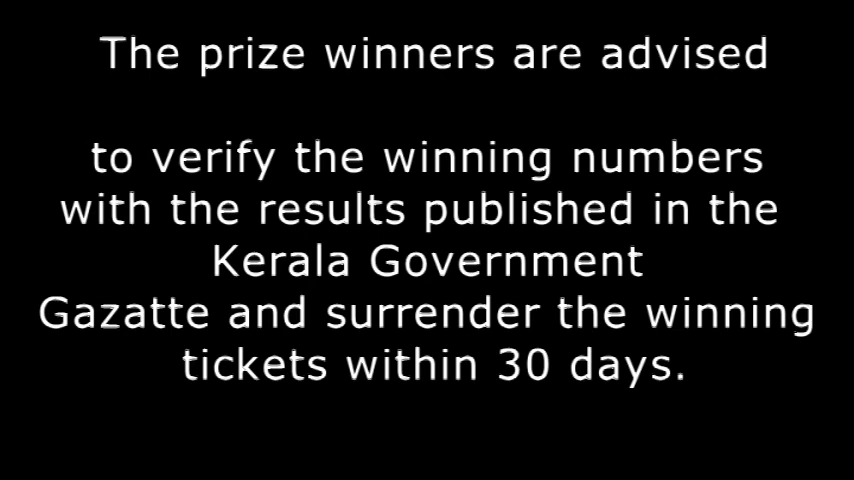 The prize winners are advised
to verify the winning numbers
with the results published in the
Kerala Government
Gazatte and surrender the winning
tickets within 30 days.